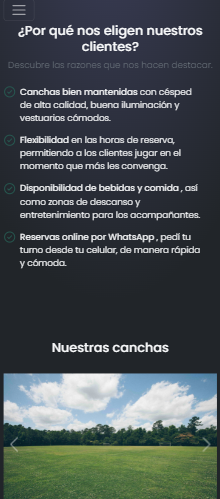 ¿Por qué nos eligen nuestros
clientes?
Descubre las razones que nos hacen destacar.
Canchas bien mantenidas con césped
de alta calidad, buena iluminación y
vestuarios cómodos.
Flexibilidad en las horas de reserva,
permitiendo a los clientes jugar en el
momento que más les convenga.
Disponibilidad de bebidas y comida , así
como zonas de descanso y
entretenimiento para los acompañantes.
Reservas online por WhatsApp , pedí tu
turno desde tu celular, de manera rápida
y cómoda.
Nuestras canchas